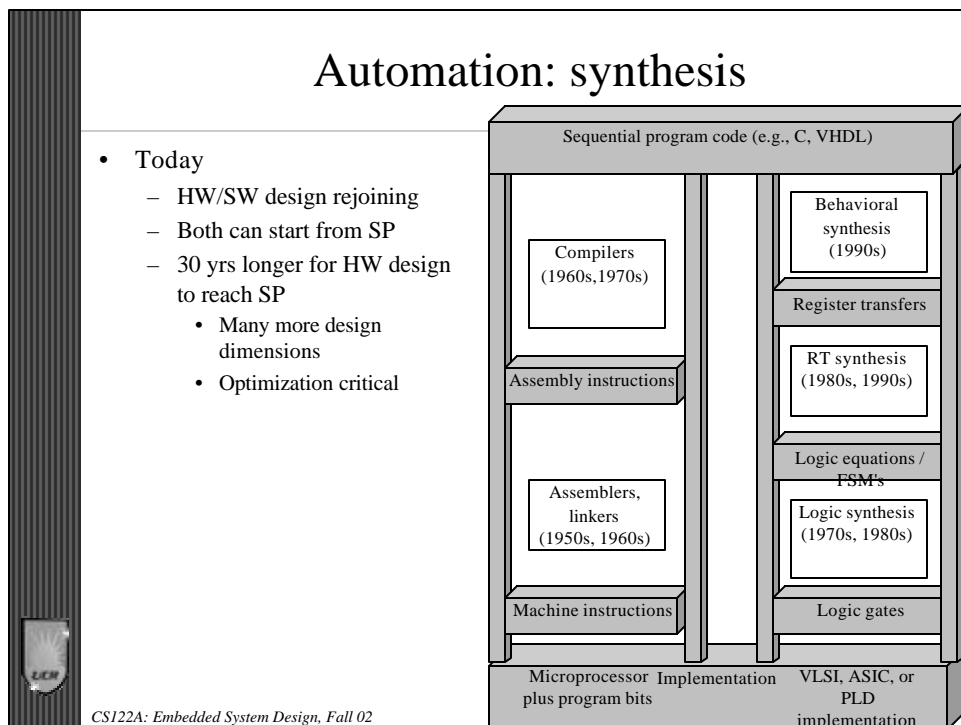 Automation: synthesis
• Today
– HW/SW design rejoining
– Both can start from SP
– 30 yrs longer for HW design
to reach SP
• Many more design
dimensions
• Optimization critical
Sequential program code (e.g., C, VHDL)
Compilers
(1960s,1970s)
Assembly instructions
Assemblers,
linkers
(1950s, 1960s)
Machine instructions
Behavioral
synthesis
(1990s)
Register transfers
RT synthesis
(1980s, 1990s)
Logic equations /
FSM's
Logic synthesis
(1970s, 1980s)
Logic gates
Microprocessor
plus program bits
Implementation
VLSI, ASIC, or
PLD
implementation
UCR
CS122A: Embedded System Design, Fall 02